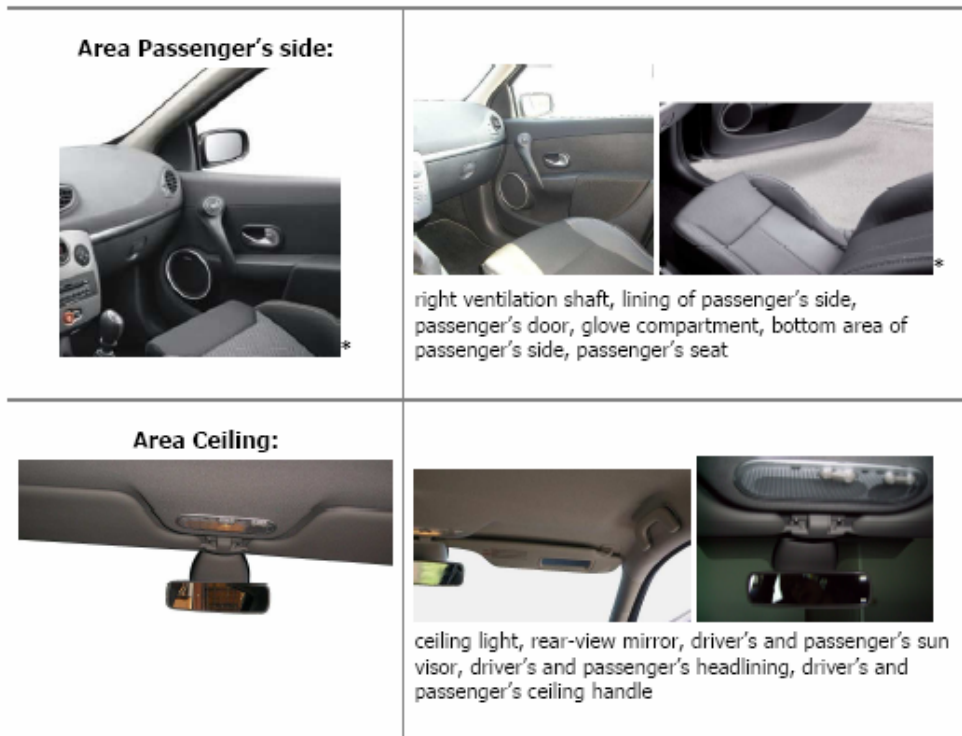 Area Passenger's side:
*
*
right ventilation shaft, lining of passenger's side,
passenger's door, glove compartment, bottom area of
passenger's side, passenger's seat
Area Ceiling:
ceiling light, rear-view mirror, driver's and passenger's sun
visor, driver's and passenger's headlining, driver's and
passenger's ceiling handle